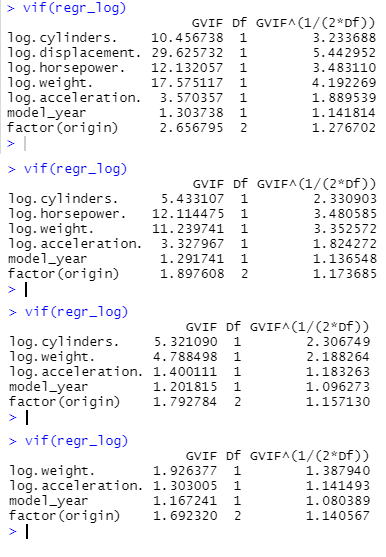 > vif(regr_log)
GVIF Df GVIF^(1/(2*Df))
log.cylinders. 10.456738 1 3.233688
log.displacement. 29.625732 1 5.442952
log.horsepower. 12.132057 1 3.483110
log.weight. 17.575117 1 4.192269
log.acceleration. 3.570357 1 1.889539
model_year 1.303738 1 1.141814
factor(origin) 2.656795 2 1.276702
>
> vif(regr_log)
GVIF Df GVIF^(1/(2*Df))
log.cylinders. 5.433107 1 2.330903
log.horsepower. 12.114475 1 3.480585
log.weight. 11.239741 1 3.352572
log.acceleration. 3.327967 1 1.824272
model_year 1.291741 1 1.136548
factor(origin) 1.897608 2 1.173685
>
> vif(regr_log)
GVIF Df GVIF^(1/(2*Df))
log.cylinders. 5.321090 1 2.306749
log.weight. 4.788498 1 2.188264
log.acceleration. 1.400111 1 1.183263
model_year 1.201815 1 1.096273
factor(origin) 1.792784 2 1.157130
>
> vif(regr_log)
GVIF Df GVIF^(1/(2*Df))
log.weight. 1.926377 1 1.387940
log.acceleration. 1.303005 1 1.141493
model_year 1.167241 1 1.080389
factor(origin) 1.692320 2 1.140567
>